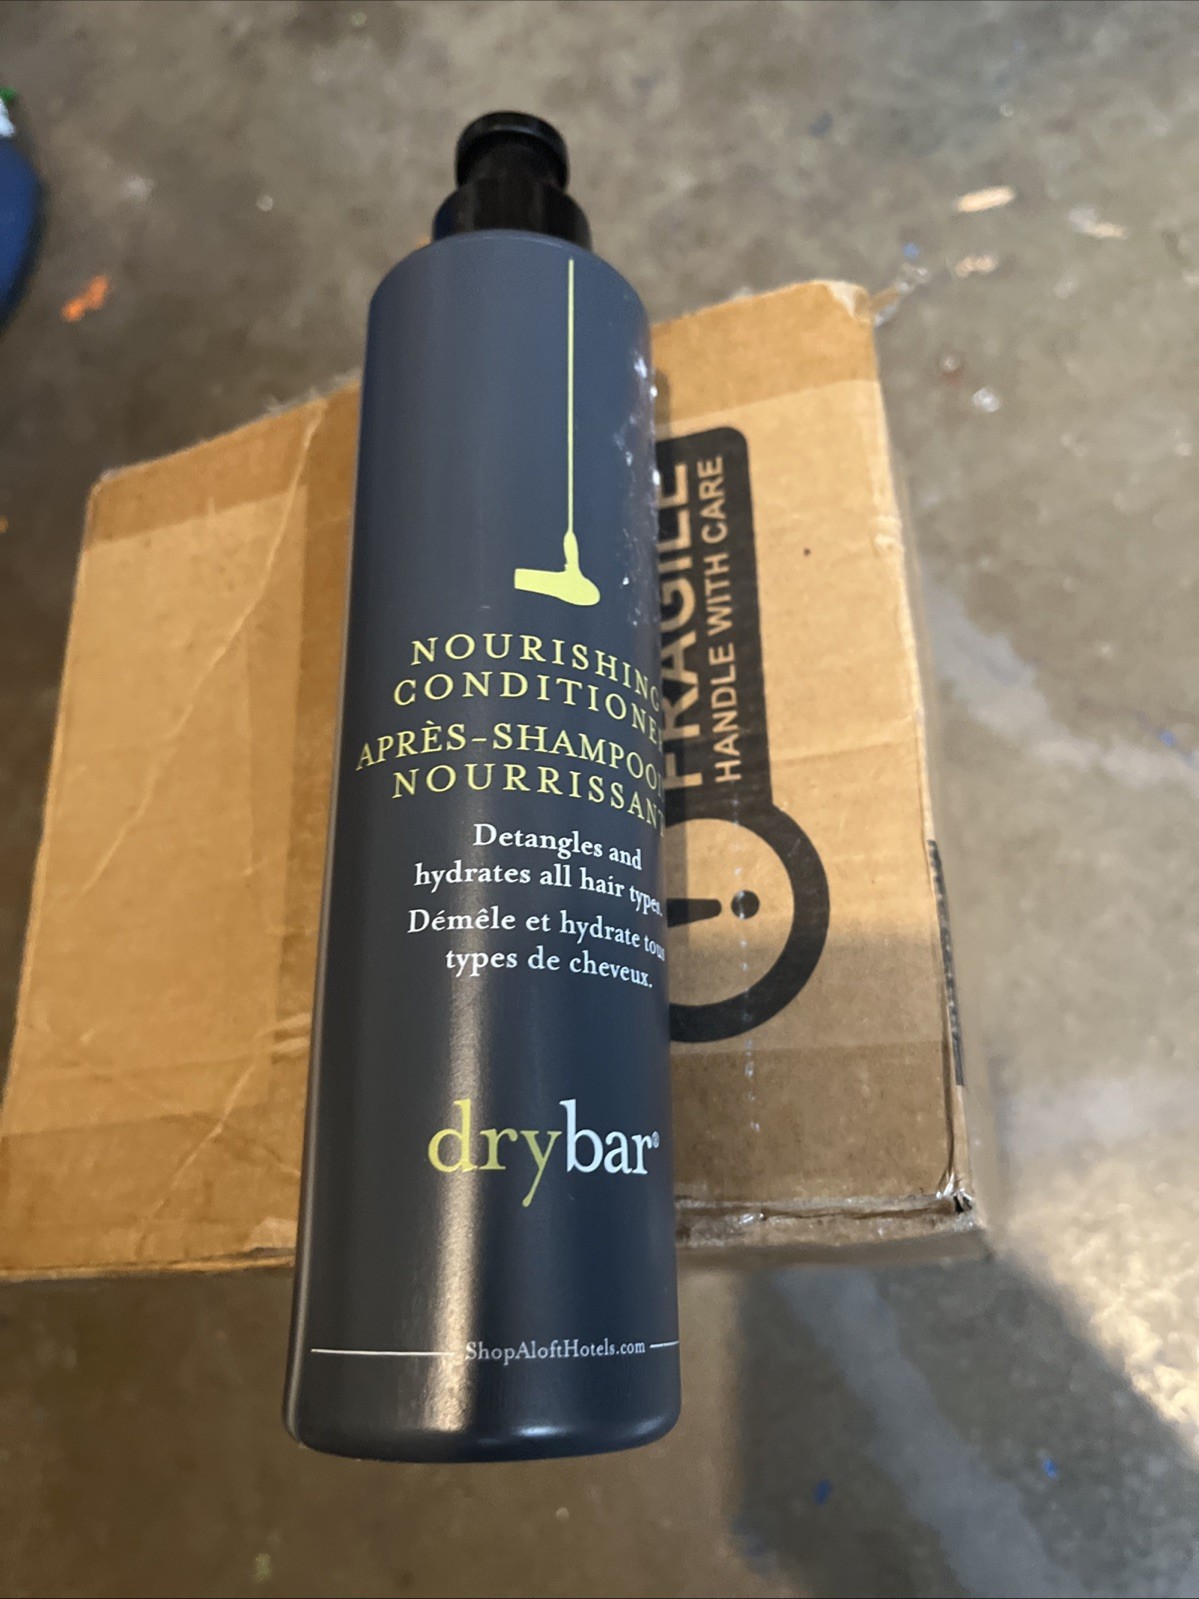 NOURISHING
CONDITIONER
APRÈS-SHAMPOO
NOURRISSANT
Detangles and
hydrates all hair types.
Démêle et hydrate tous
types de cheveux.
drybar®
ShopAloftHotels.com
FRAGILE
HANDLE WITH CARE